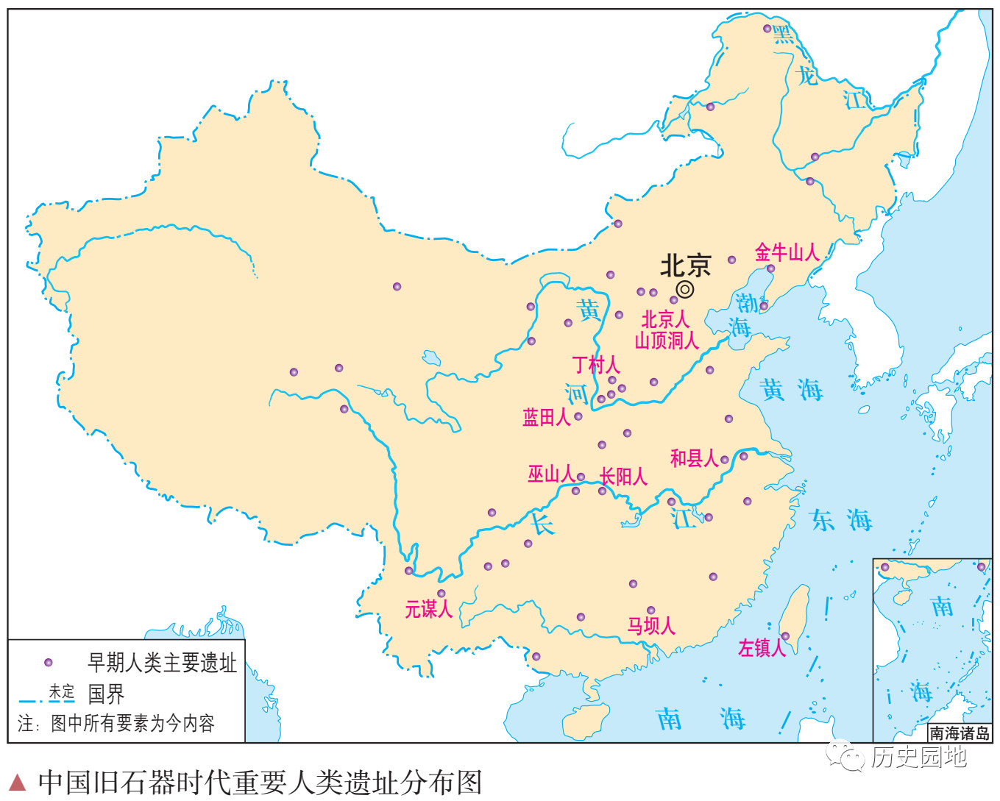 黑
龙
江
金牛山人
北京
渤
海
黄
北京人
山顶洞人
丁村人
河
黄海
蓝田人
和县人
巫山人
长阳人
长
江
东海
元谋人
马坝人
左镇人
南海
南
海
南海诸岛
早期人类主要遗址
未定
国界
注：图中所有要素为今内容
历史园地
▲ 中国旧石器时代重要人类遗址分布图